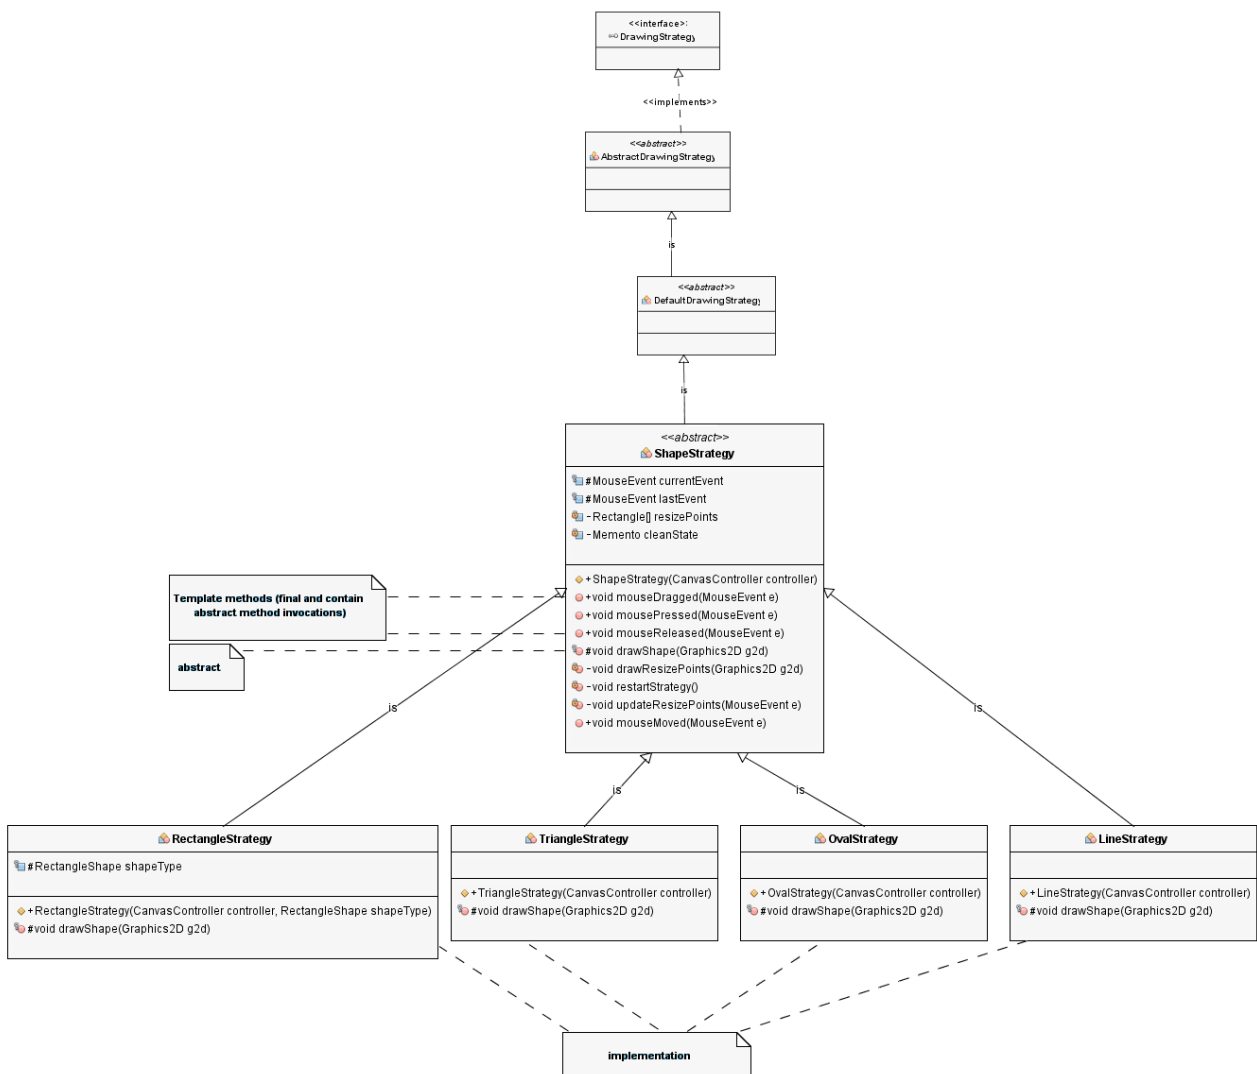 <<interface>:
DrawingStrategy
<<implements>>
<<abstract>>
AbstractDrawingStrategy
is
<<abstract>>
DefaultDrawingStrategy
is
<<abstract>>
ShapeStrategy
#MouseEvent currentEvent
#MouseEvent lastEvent
-Rectangle[] resizePoints
-Memento cleanState
+ShapeStrategy(CanvasController controller)
+void mouseDragged(MouseEvent e)
+void mousePressed(MouseEvent e)
+void mouseReleased(MouseEvent e)
#void drawShape(Graphics2D g2d)
-void drawResizePoints(Graphics2D g2d)
-void restartStrategy()
-void updateResizePoints(MouseEvent e)
+void mouseMoved(MouseEvent e)
Template methods (final and contain
abstract method invocations)
abstract
is
is
is
is
RectangleStrategy
#RectangleShape shapeType
+RectangleStrategy(CanvasController controller, RectangleShape shapeType)
#void drawShape(Graphics2D g2d)
TriangleStrategy
+TriangleStrategy(CanvasController controller)
#void drawShape(Graphics2D g2d)
OvalStrategy
+OvalStrategy(CanvasController controller)
#void drawShape(Graphics2D g2d)
LineStrategy
+LineStrategy(CanvasController controller)
#void drawShape(Graphics2D g2d)
implementation